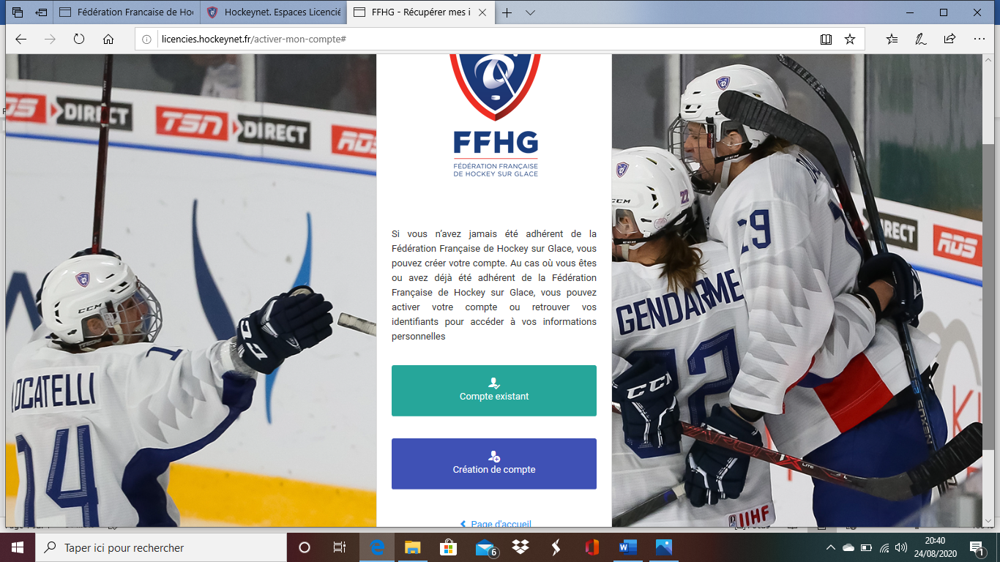 Fédération Francaise de Ho
Hockeynet. Espaces Licencié
FFHG - Récupérer mes i
licencies.hockeynet.fr/activer-mon-compte#
DIRECT
TSN
DIRECT
RDS
FFHG
FÉDÉRATION FRANÇAISE
DE HOCKEY SUR GLACE
Si vous n'avez jamais été adhérent de la
Fédération Française de Hockey sur Glace, vous
pouvez créer votre compte. Au cas où vous êtes
ou avez déjà été adhérent de la Fédération
Française de Hockey sur Glace, vous pouvez
activer votre compte ou retrouver vos
identifiants pour accéder à vos informations
personnelles
Compte existant
Création de compte
Page d'accueil
CCM
14
OCATELLI
CCM
22
CCM
29
DIRECT
RDS
GENDARME
22
CCM
LITE
IIHF
Taper ici pour rechercher
6
20:40
24/08/2020
1